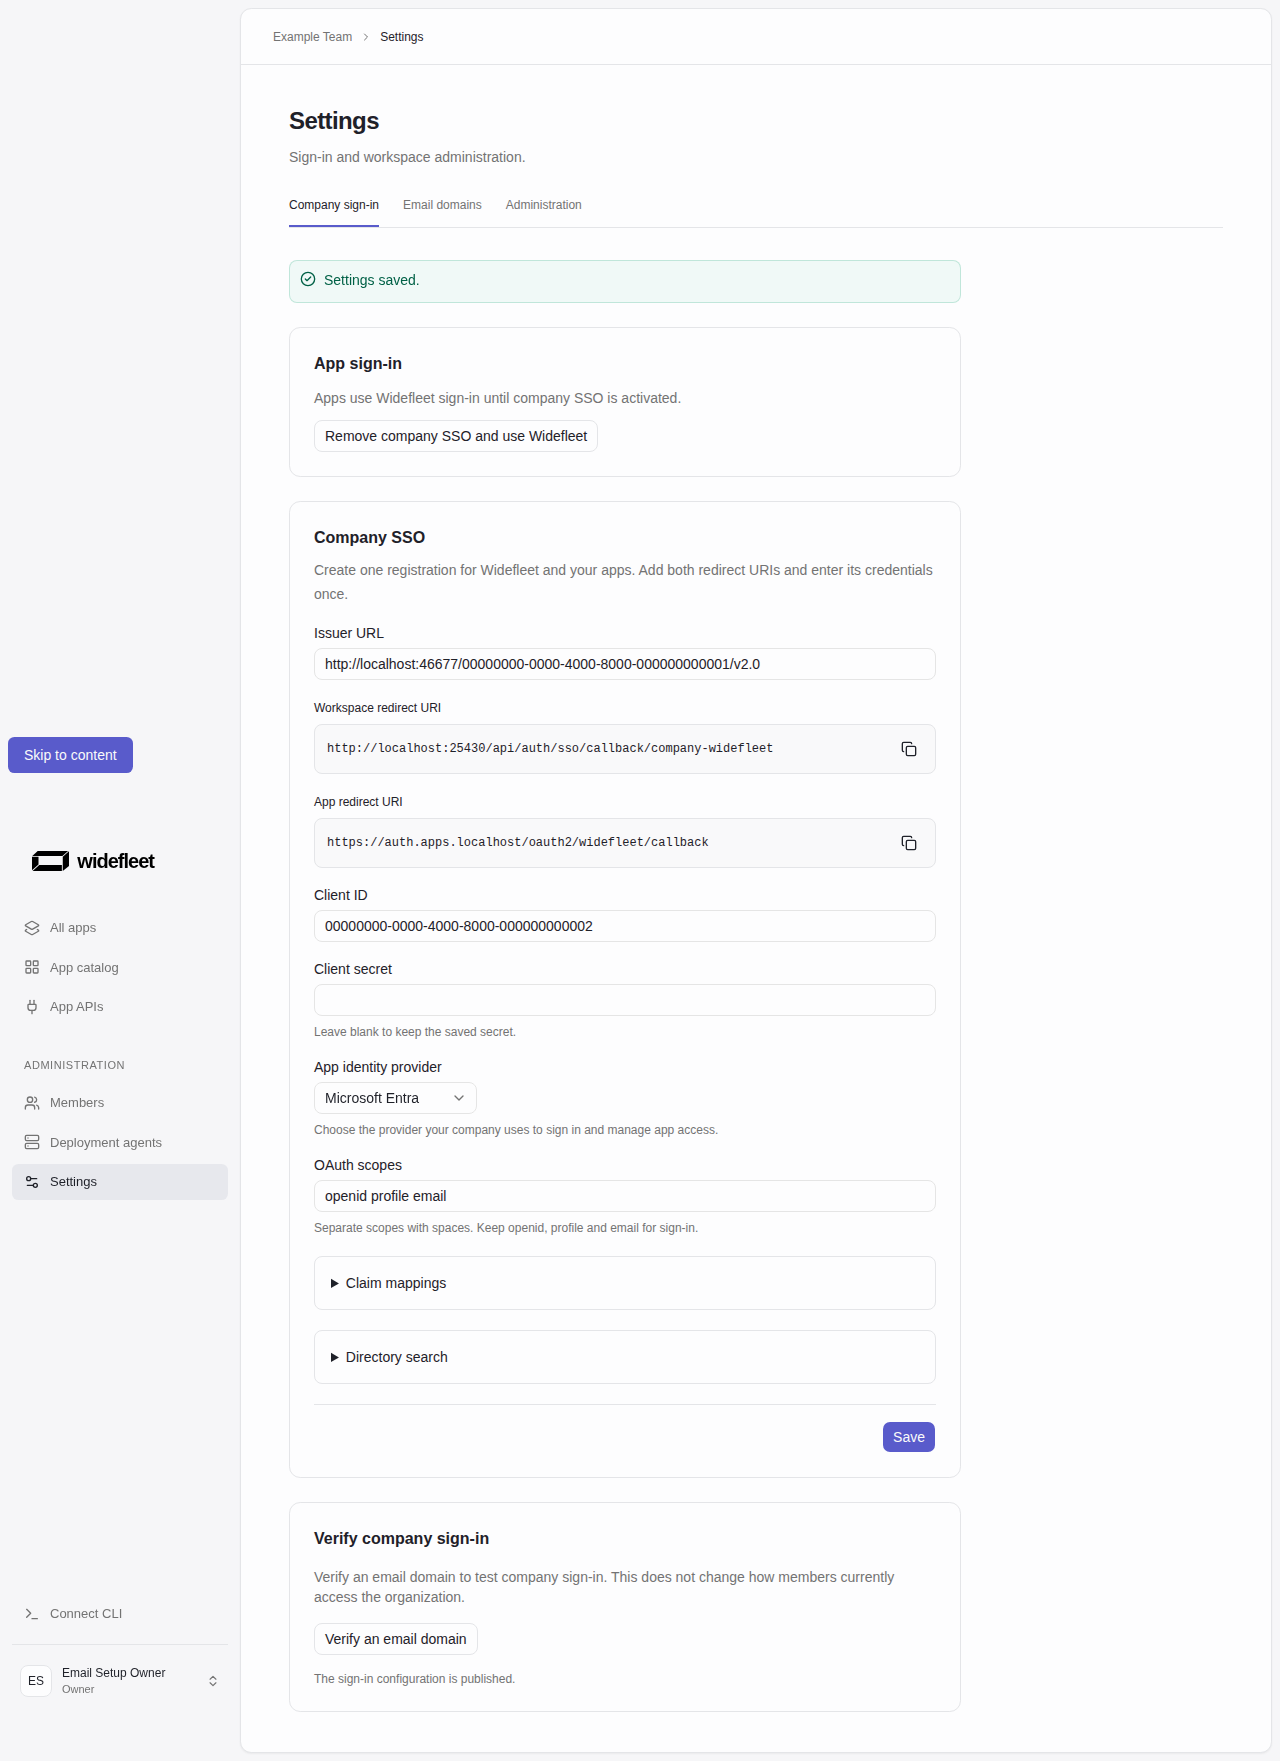 Example Team
Settings
Settings
Sign-in and workspace administration.
Company sign-in
Email domains
Administration
Settings saved.
App sign-in
Apps use Widefleet sign-in until company SSO is activated.
Remove company SSO and use Widefleet
Company SSO
Create one registration for Widefleet and your apps. Add both redirect URIs and enter its credentials
once.
Issuer URL
http://localhost:46677/00000000-0000-4000-8000-000000000001/v2.0
Workspace redirect URI
http://localhost:25430/api/auth/sso/callback/company-widefleet
App redirect URI
https://auth.apps.localhost/oauth2/widefleet/callback
Client ID
00000000-0000-4000-8000-000000000002
Client secret
Leave blank to keep the saved secret.
App identity provider
Microsoft Entra
Choose the provider your company uses to sign in and manage app access.
OAuth scopes
openid profile email
Separate scopes with spaces. Keep openid, profile and email for sign-in.
Claim mappings
Directory search
Save
Verify company sign-in
Verify an email domain to test company sign-in. This does not change how members currently
access the organization.
Verify an email domain
The sign-in configuration is published.
Skip to content
widefleet
All apps
App catalog
App APIs
ADMINISTRATION
Members
Deployment agents
Settings
Connect CLI
ES
Email Setup Owner
Owner